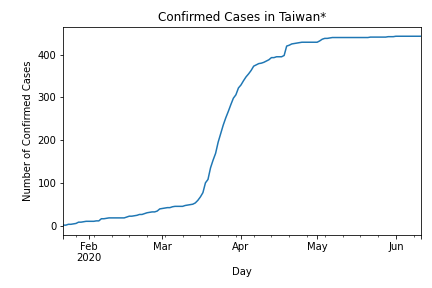 Confirmed Cases in Taiwan*
Number of Confirmed Cases
400
300
200
100
0
Feb Mar Apr May Jun
2020
Day